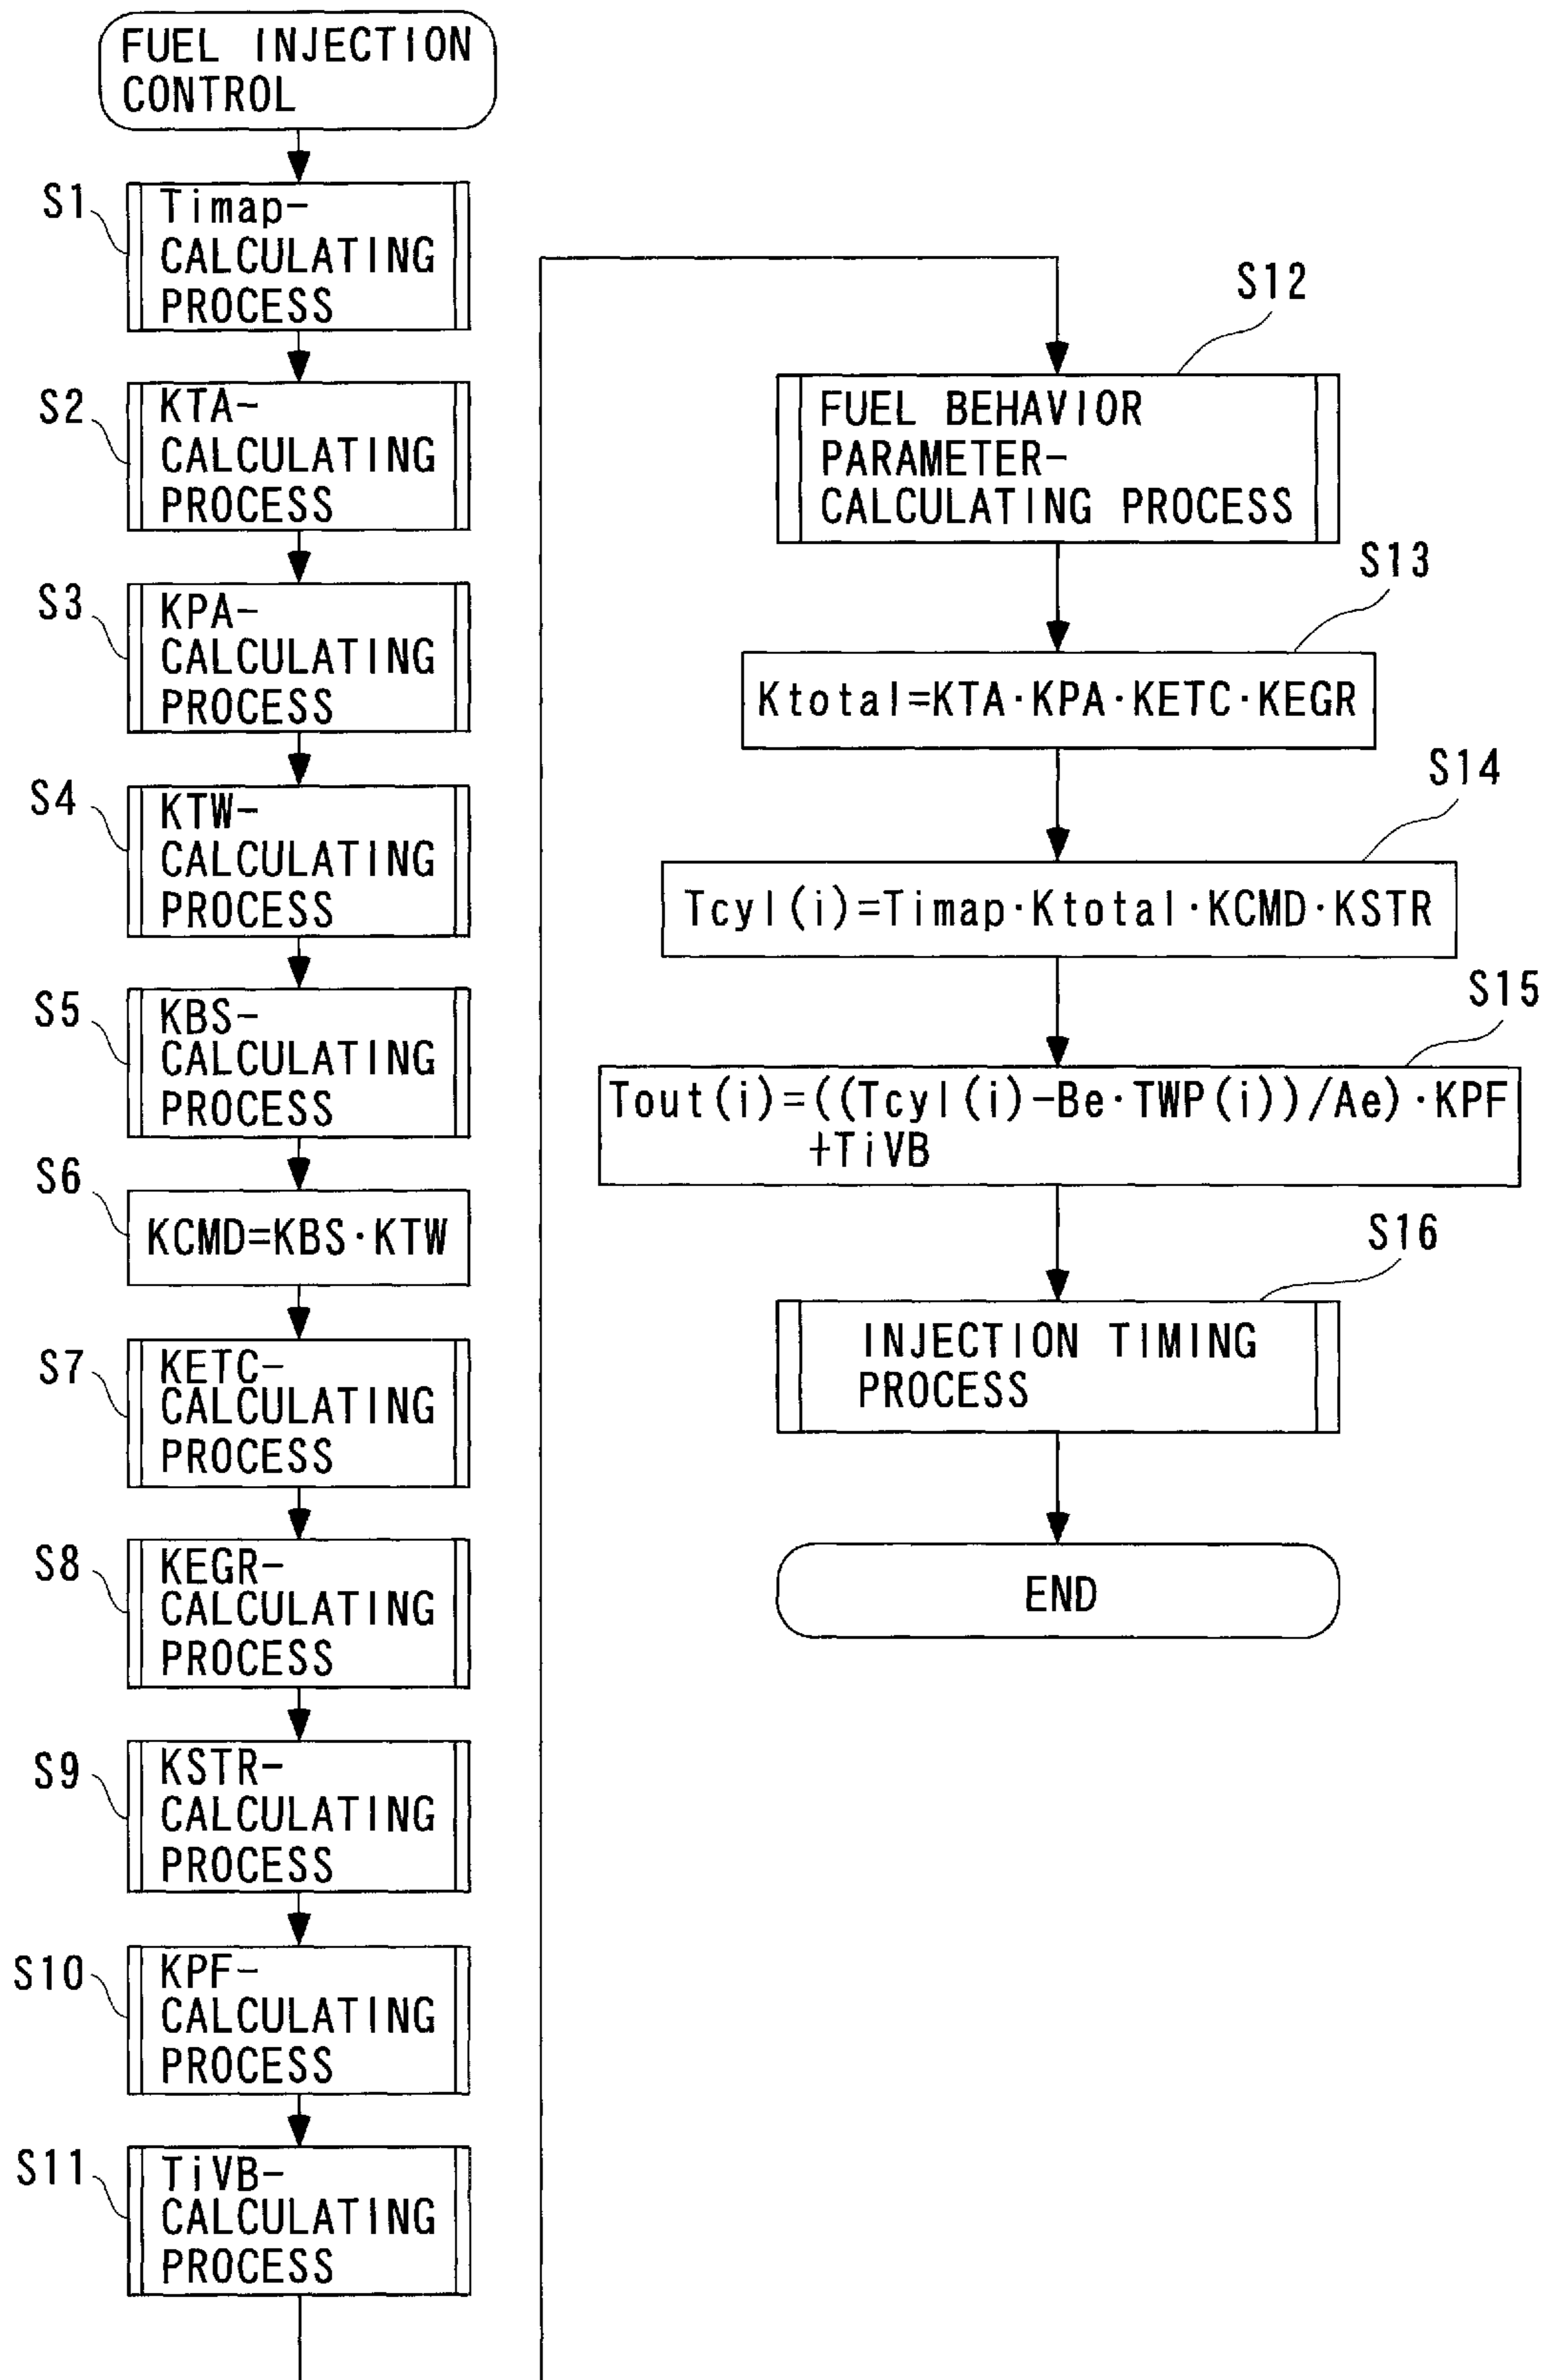 FUEL INJECTION
CONTROL
S1
Timap-
CALCULATING
PROCESS
S2
KTA-
CALCULATING
PROCESS
S3
KPA-
CALCULATING
PROCESS
S4
KTW-
CALCULATING
PROCESS
S5
KBS-
CALCULATING
PROCESS
S6
KCMD=KBS·KTW
S7
KETC-
CALCULATING
PROCESS
S8
KEGR-
CALCULATING
PROCESS
S9
KSTR-
CALCULATING
PROCESS
S10
KPF-
CALCULATING
PROCESS
S11
TiVB-
CALCULATING
PROCESS
S12
FUEL BEHAVIOR
PARAMETER-
CALCULATING PROCESS
S13
Ktotal=KTA·KPA·KETC·KEGR
S14
Tcyl(i)=Timap·Ktotal·KCMD·KSTR
S15
Tout(i)=((Tcyl(i)-Be·TWP(i))/Ae)·KPF
+TiVB
S16
INJECTION TIMING
PROCESS
END